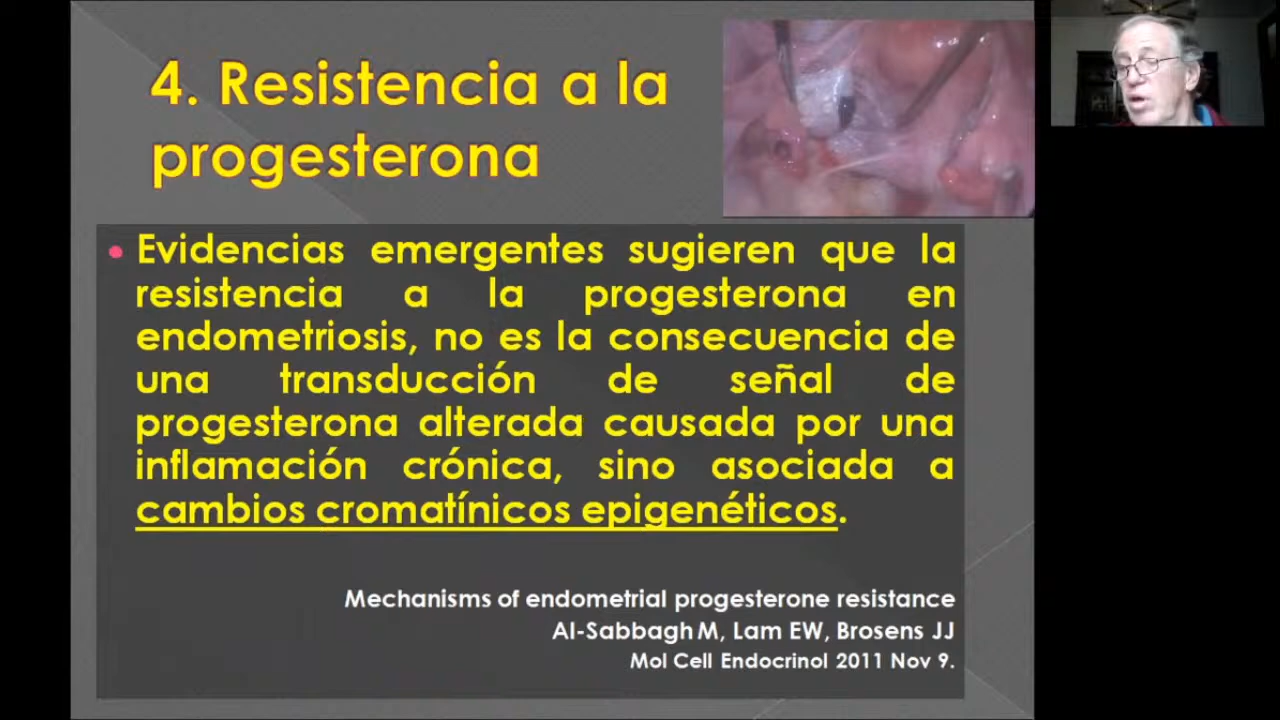 4. Resistencia a la
progesterona
• Evidencias emergentes sugieren que la
resistencia a la progesterona en
endometriosis, no es la consecuencia de
una transducción de señal de
progesterona alterada causada por una
inflamación crónica, sino asociada a
cambios cromatínicos epigenéticos.
Mechanisms of endometrial progesterone resistance
Al-Sabbagh M, Lam EW, Brosens JJ
Mol Cell Endocrinol 2011 Nov 9.